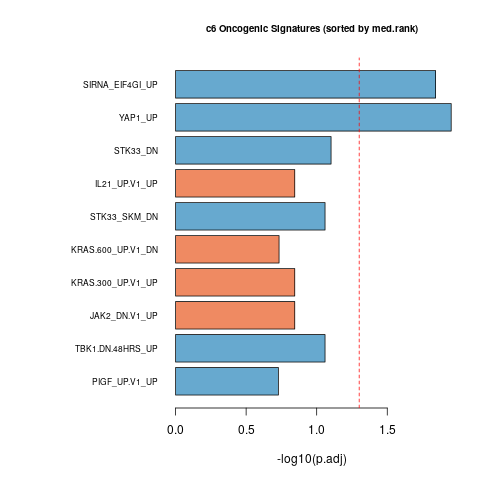 c6 Oncogenic Signatures (sorted by med.rank)
SIRNA_EIF4GI_UP
YAP1_UP
STK33_DN
IL21_UP.V1_UP
STK33_SKM_DN
KRAS.600_UP.V1_DN
KRAS.300_UP.V1_UP
JAK2_DN.V1_UP
TBK1.DN.48HRS_UP
PIGF_UP.V1_UP
0.0 0.5 1.0 1.5
-log10(p.adj)